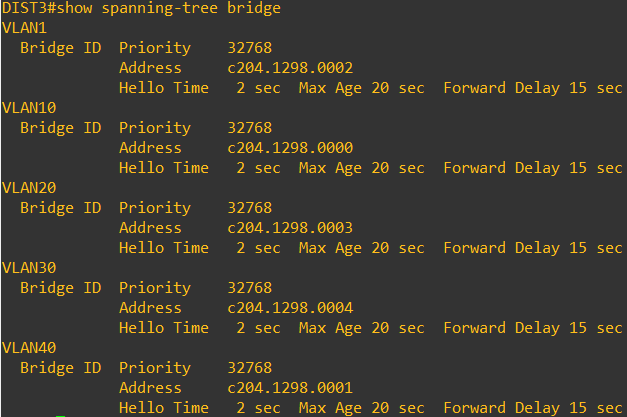 DIST3#show spanning-tree bridge
VLAN1
  Bridge ID  Priority    32768
             Address     c204.1298.0002
             Hello Time   2 sec  Max Age 20 sec  Forward Delay 15 sec
VLAN10
  Bridge ID  Priority    32768
             Address     c204.1298.0000
             Hello Time   2 sec  Max Age 20 sec  Forward Delay 15 sec
VLAN20
  Bridge ID  Priority    32768
             Address     c204.1298.0003
             Hello Time   2 sec  Max Age 20 sec  Forward Delay 15 sec
VLAN30
  Bridge ID  Priority    32768
             Address     c204.1298.0004
             Hello Time   2 sec  Max Age 20 sec  Forward Delay 15 sec
VLAN40
  Bridge ID  Priority    32768
             Address     c204.1298.0001
             Hello Time   2 sec  Max Age 20 sec  Forward Delay 15 sec